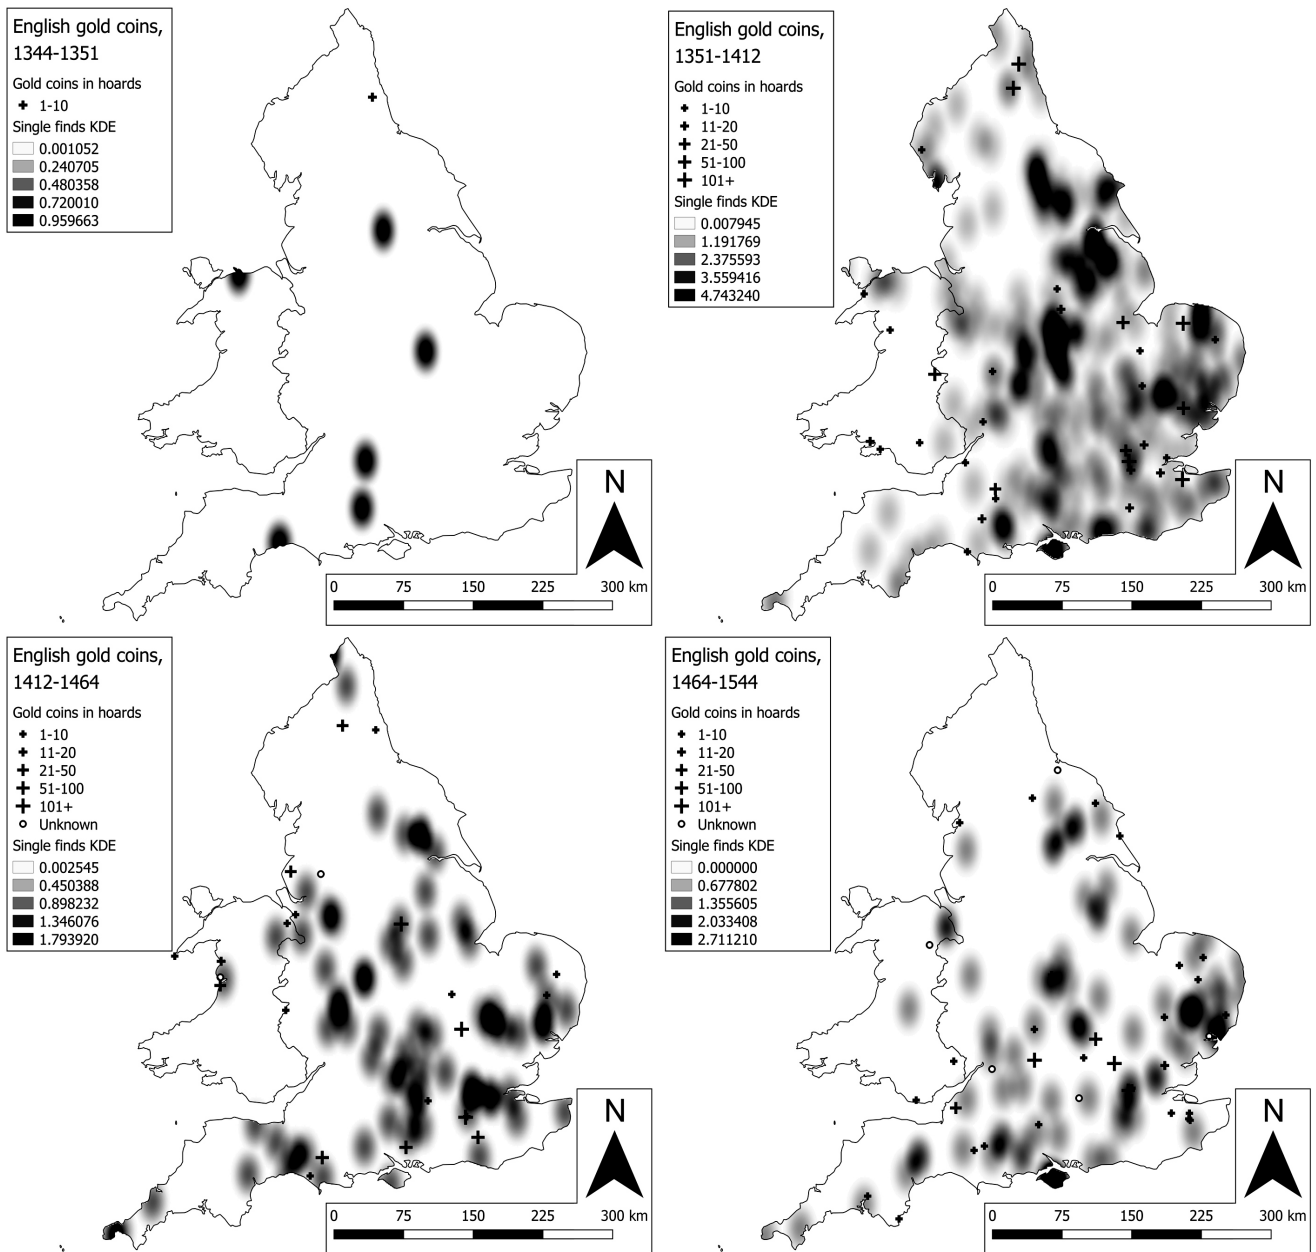 English gold coins,
1344-1351
Gold coins in hoards
1-10
Single finds KDE
0.001052
0.240705
0.480358
0.720010
0.959663
N
0 75 150 225 300 km
English gold coins,
1351-1412
Gold coins in hoards
1-10
11-20
21-50
51-100
101+
Single finds KDE
0.007945
1.191769
2.375593
3.559416
4.743240
N
0 75 150 225 300 km
English gold coins,
1412-1464
Gold coins in hoards
1-10
11-20
21-50
51-100
101+
Unknown
Single finds KDE
0.002545
0.450388
0.898232
1.346076
1.793920
N
0 75 150 225 300 km
English gold coins,
1464-1544
Gold coins in hoards
1-10
11-20
21-50
51-100
101+
Unknown
Single finds KDE
0.000000
0.677802
1.355605
2.033408
2.711210
N
0 75 150 225 300 km